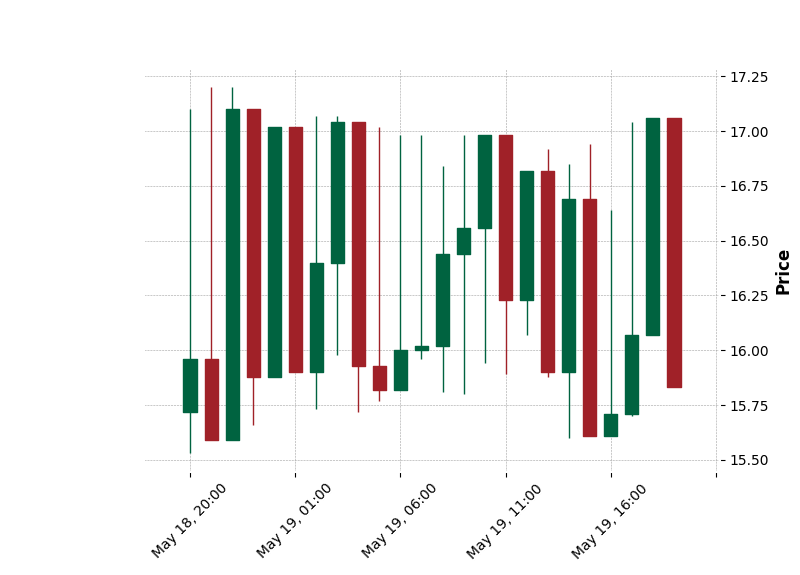 17.25
17.00
16.75
16.50
16.25
16.00
15.75
15.50
Price
May 18, 20:00
May 19, 01:00
May 19, 06:00
May 19, 11:00
May 19, 16:00